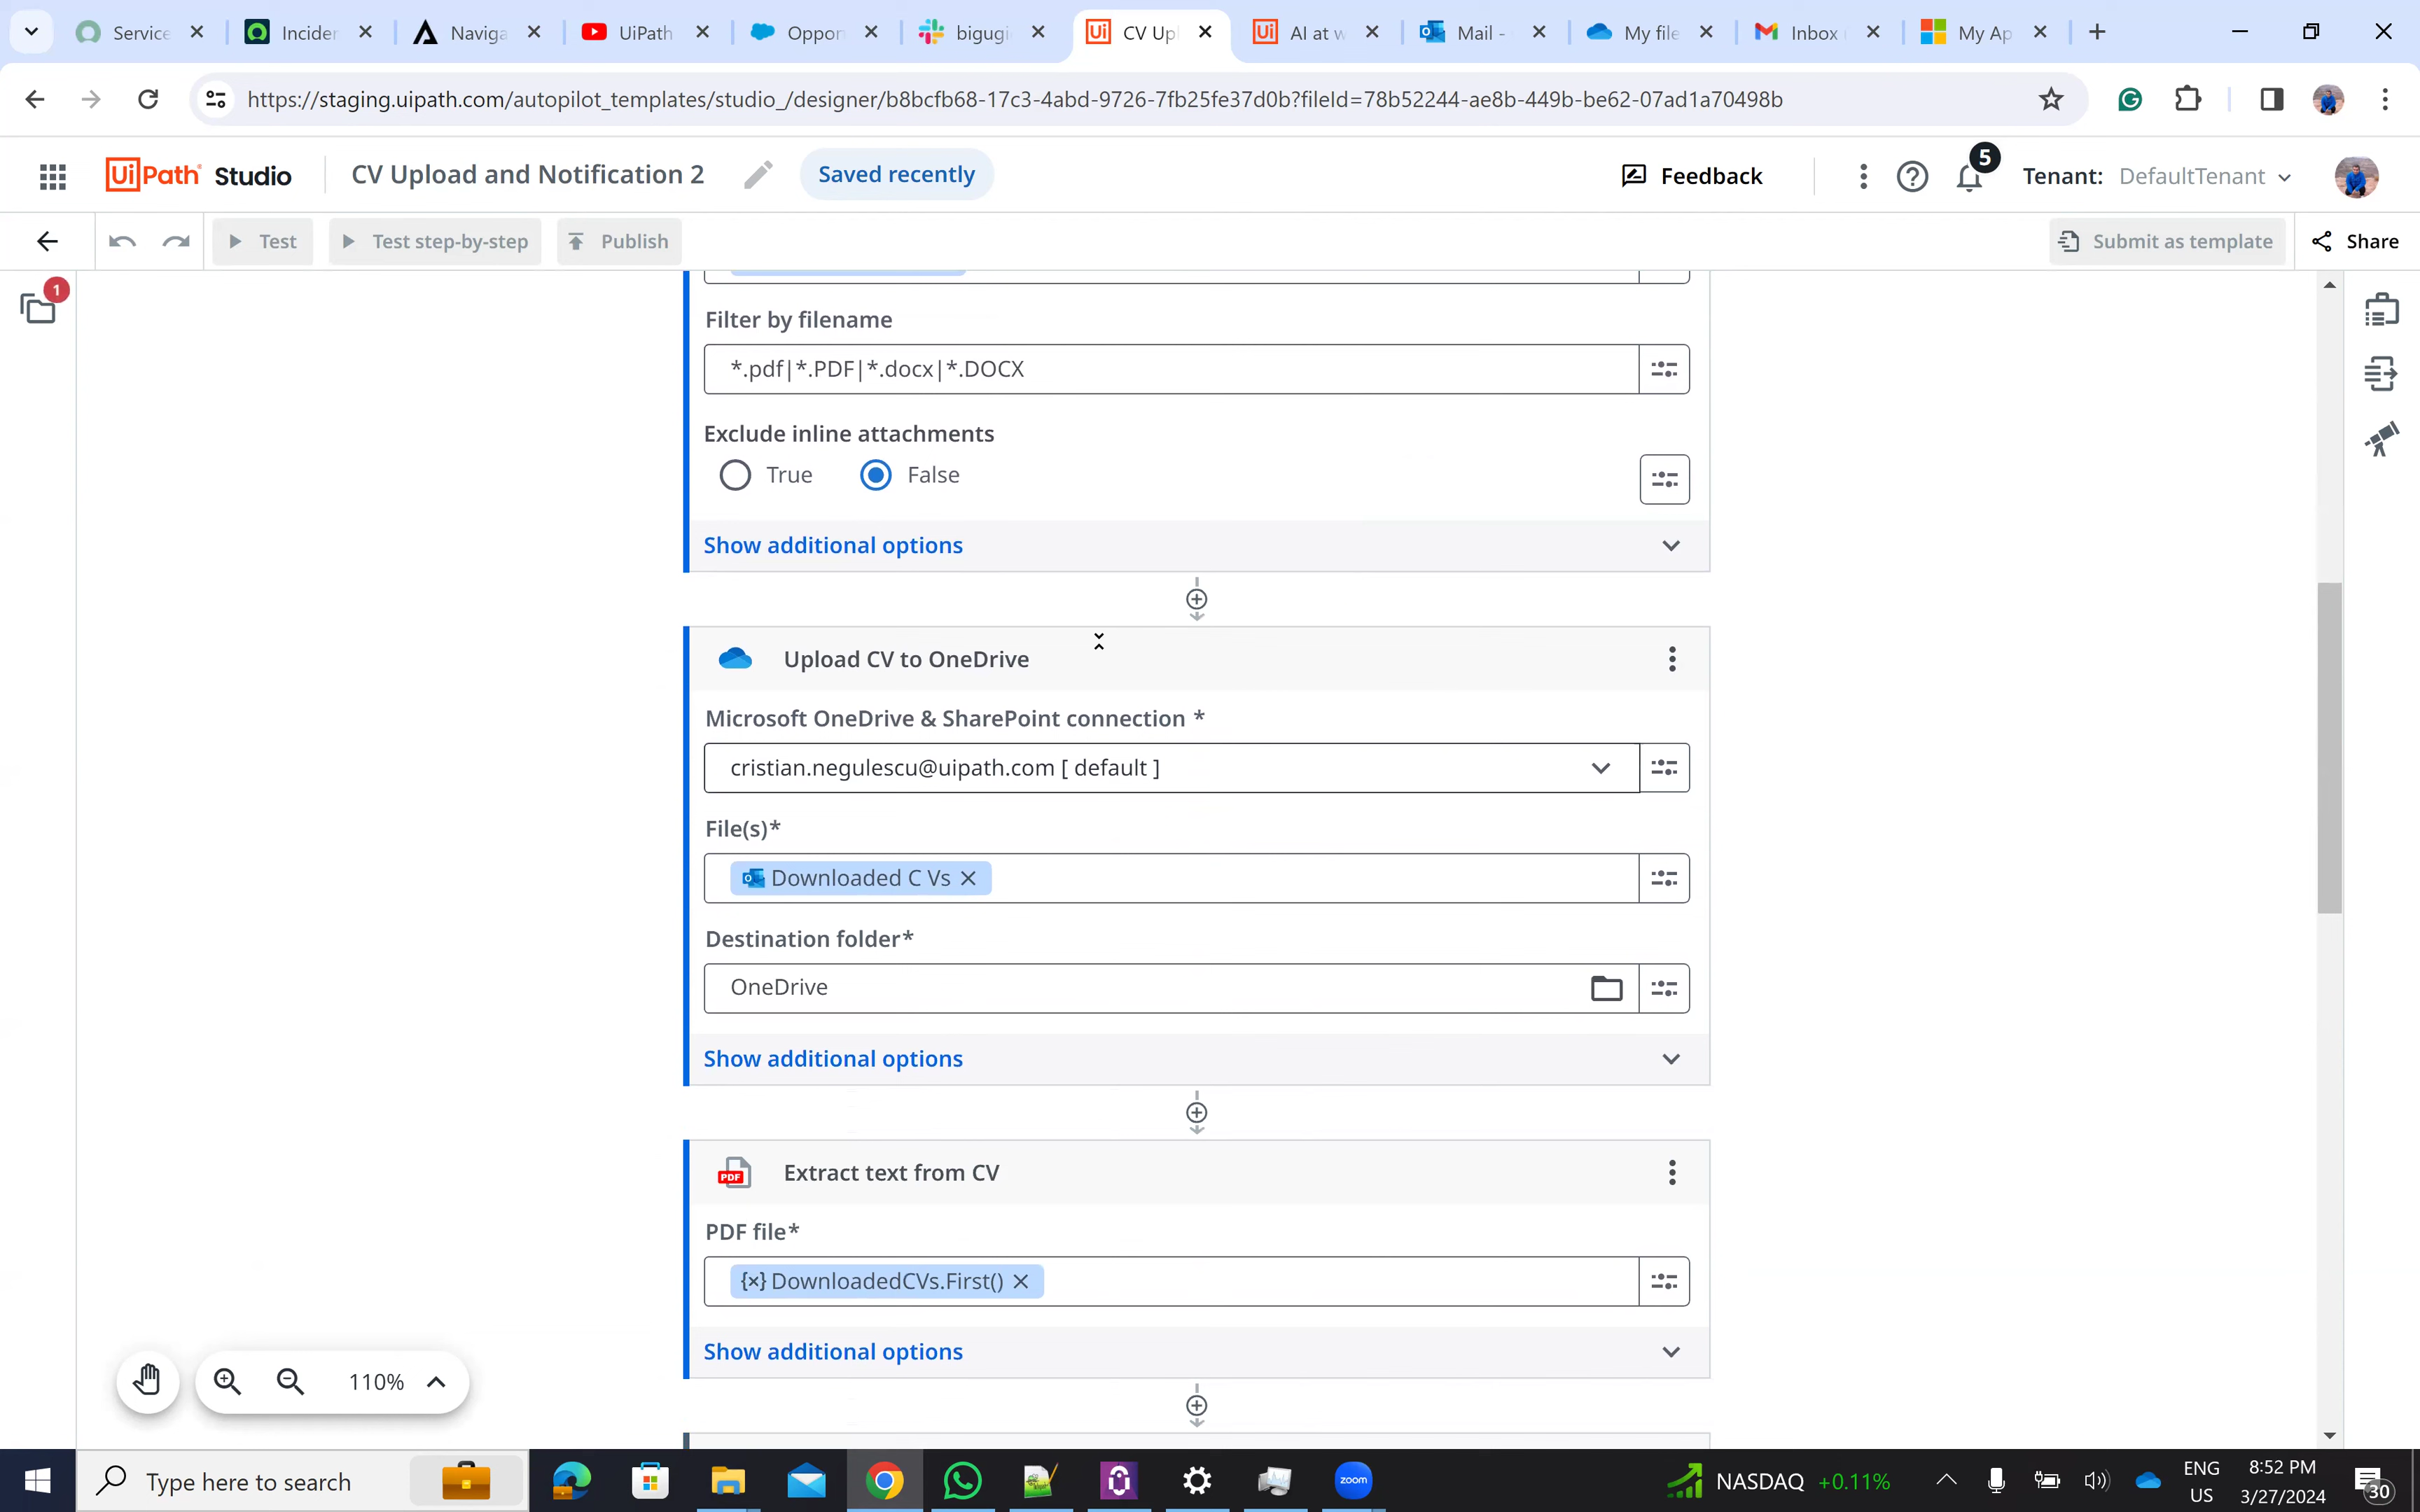 Service
Inciden
Naviga
UiPath
Oppon
bigugi
CV Up
AI at w
Mail -
My file
Inbox
My Ap
https://staging.uipath.com/autopilot_templates/studio_/designer/b8bcfb68-17c3-4abd-9726-7fb25fe37d0b?fileId=78b52244-ae8b-449b-be62-07ad1a70498b
UiPath Studio
CV Upload and Notification 2
Saved recently
Feedback
5
Tenant: DefaultTenant
Test
Test step-by-step
Publish
Submit as template
Share
1
Filter by filename
*.pdf|*.PDF|*.docx|*.DOCX
Exclude inline attachments
True
False
Show additional options
Upload CV to OneDrive
Microsoft OneDrive & SharePoint connection *
cristian.negulescu@uipath.com [ default ]
File(s)*
Downloaded C Vs
Destination folder*
OneDrive
Show additional options
Extract text from CV
PDF
PDF file*
{x} DownloadedCVs.First()
Show additional options
110%
Type here to search
zoom
NASDAQ +0.11%
ENG
US
8:52 PM
3/27/2024
30